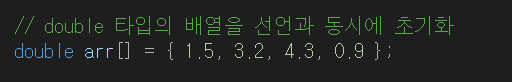 // double 타입의 배열을 선언과 동시에 초기화
double arr[] = { 1.5, 3.2, 4.3, 0.9 };